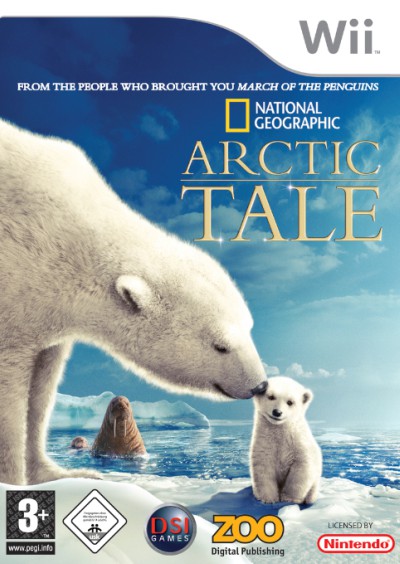 Wii
FROM THE PEOPLE WHO BROUGHT YOU MARCH OF THE PENGUINS
NATIONAL
GEOGRAPHIC
ARCTIC
TALE
3+
www.pegi.info
usk
DSI
GAMES
ZOO
Digital Publishing
LICENSED BY
Nintendo